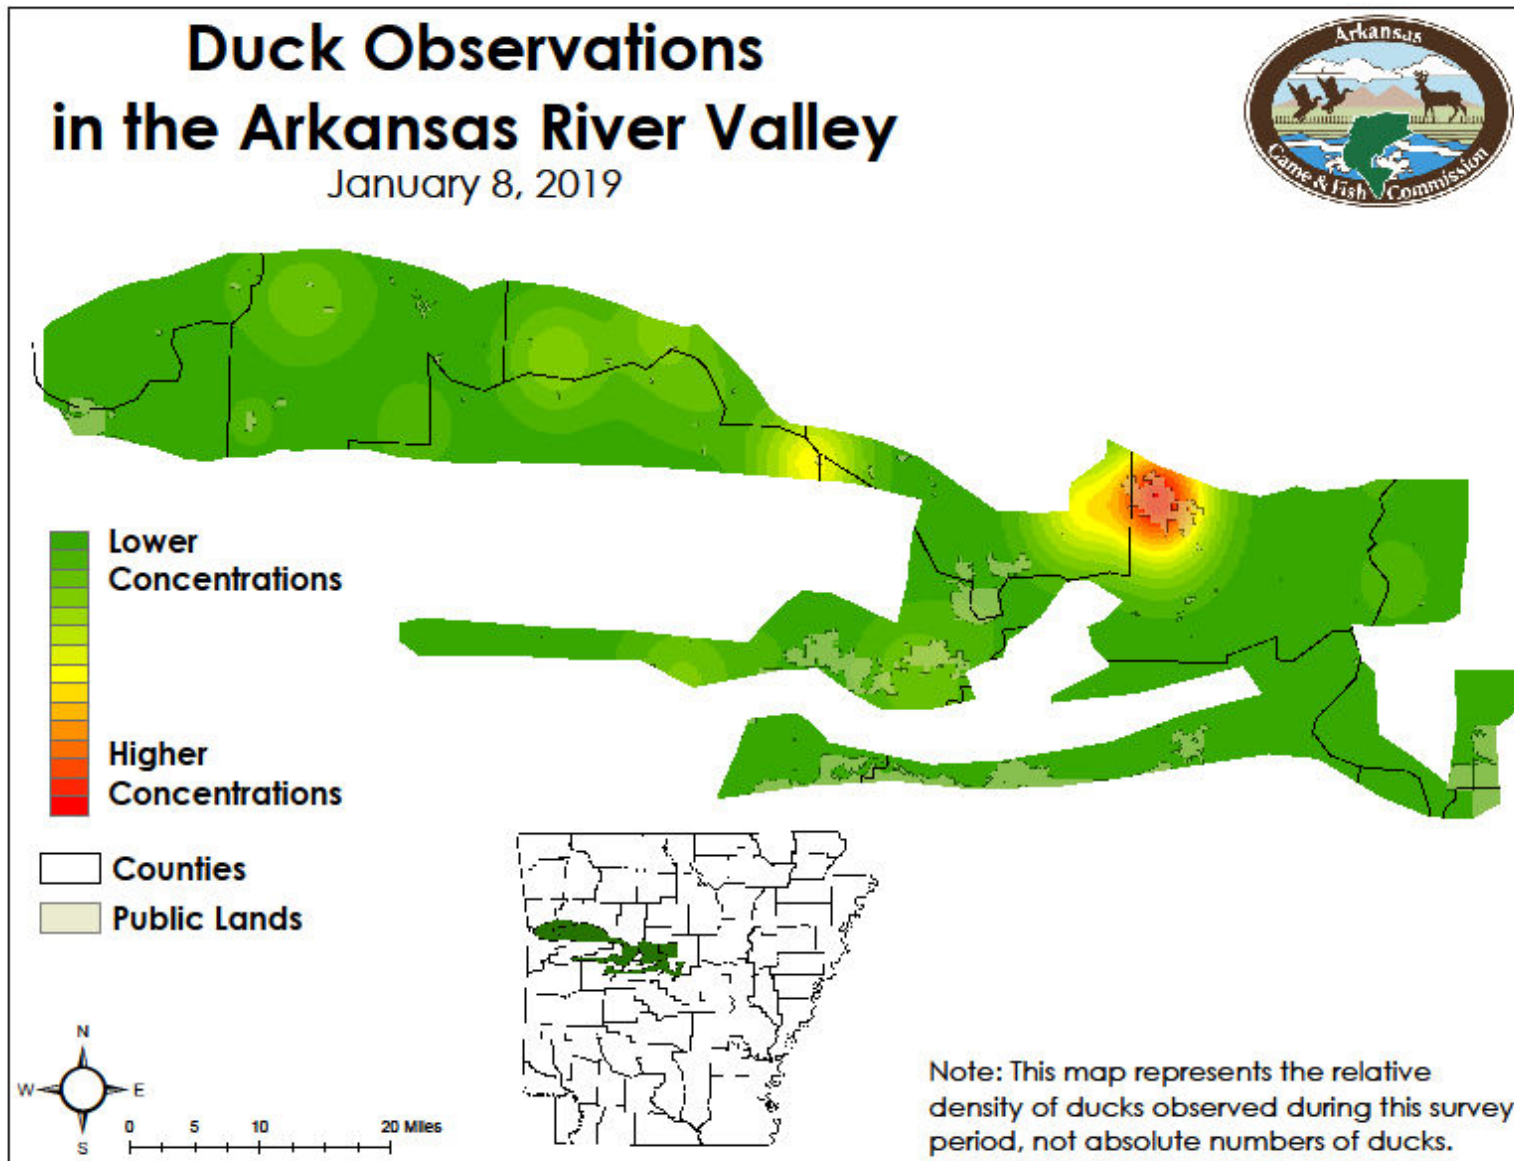 Duck Observations
in the Arkansas River Valley
January 8, 2019
Arkansas
Game & Fish Commission
Lower
Concentrations
Higher
Concentrations
Counties
Public Lands
N
W E
S
0 5 10 20 Miles
Note: This map represents the relative
density of ducks observed during this survey
period, not absolute numbers of ducks.